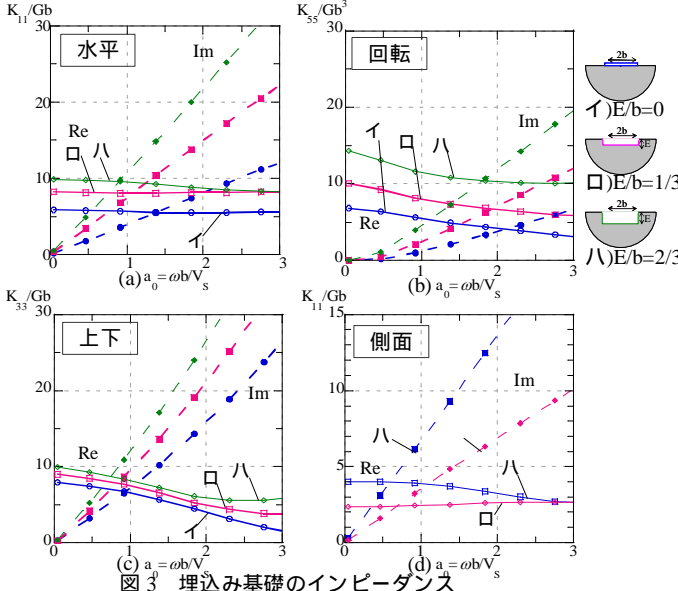 K11/Gb
水平
Im
Re
ロ
ハ
イ
30
20
10
0
0
1
2
3
(a) a0=ωb/VS
K55/Gb3
回転
イ
ロ
ハ
Im
Re
30
20
10
0
0
1
2
3
(b) a0=ωb/VS
2b
イ)E/b=0
2b
E
ロ)E/b=1/3
2b
E
ハ)E/b=2/3
K33/Gb
上下
Im
Re
ロ
ハ
イ
30
20
10
0
0
1
2
3
(c) a0=ωb/VS
K11/Gb
側面
Im
ハ
Re
ハ
ロ
15
10
5
0
0
1
2
3
(d) a0=ωb/VS
図3 埋込み基礎のインピーダンス